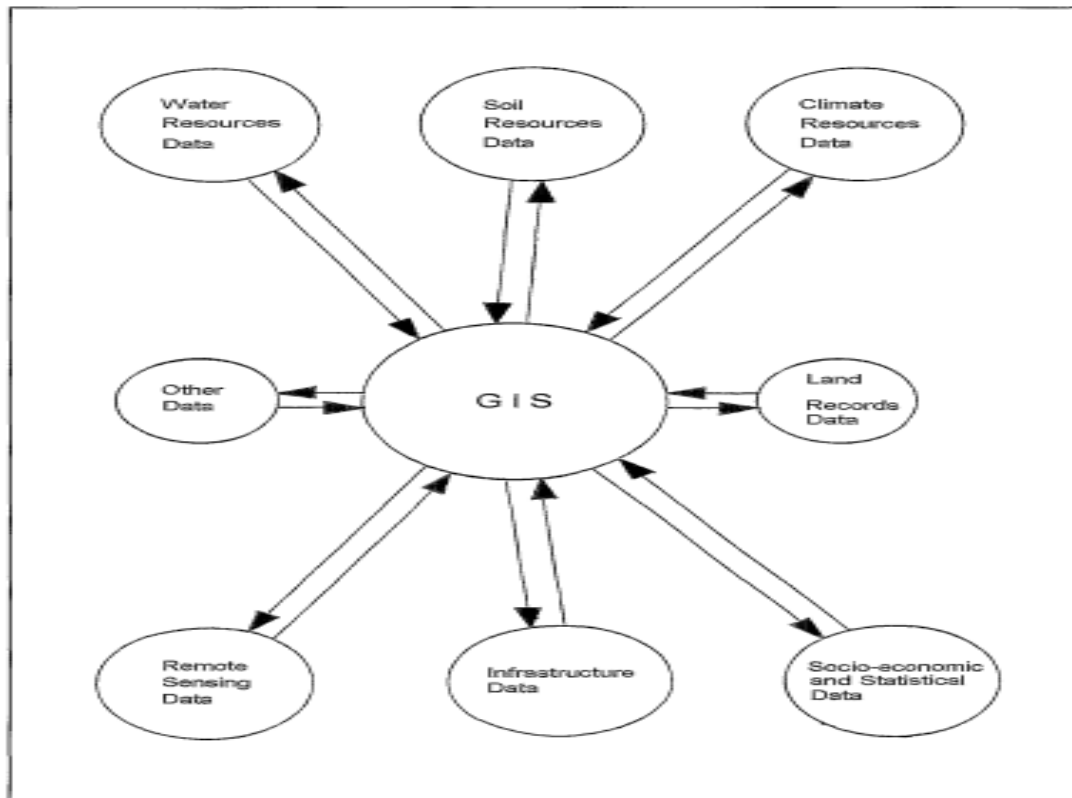 Water
Resources
Data
Soil
Resources
Data
Climate
Resources
Data
Other
Data
G I S
Land
Records
Data
Remote
Sensing
Data
Infrastructure
Data
Socio-economic
and Statistical
Data